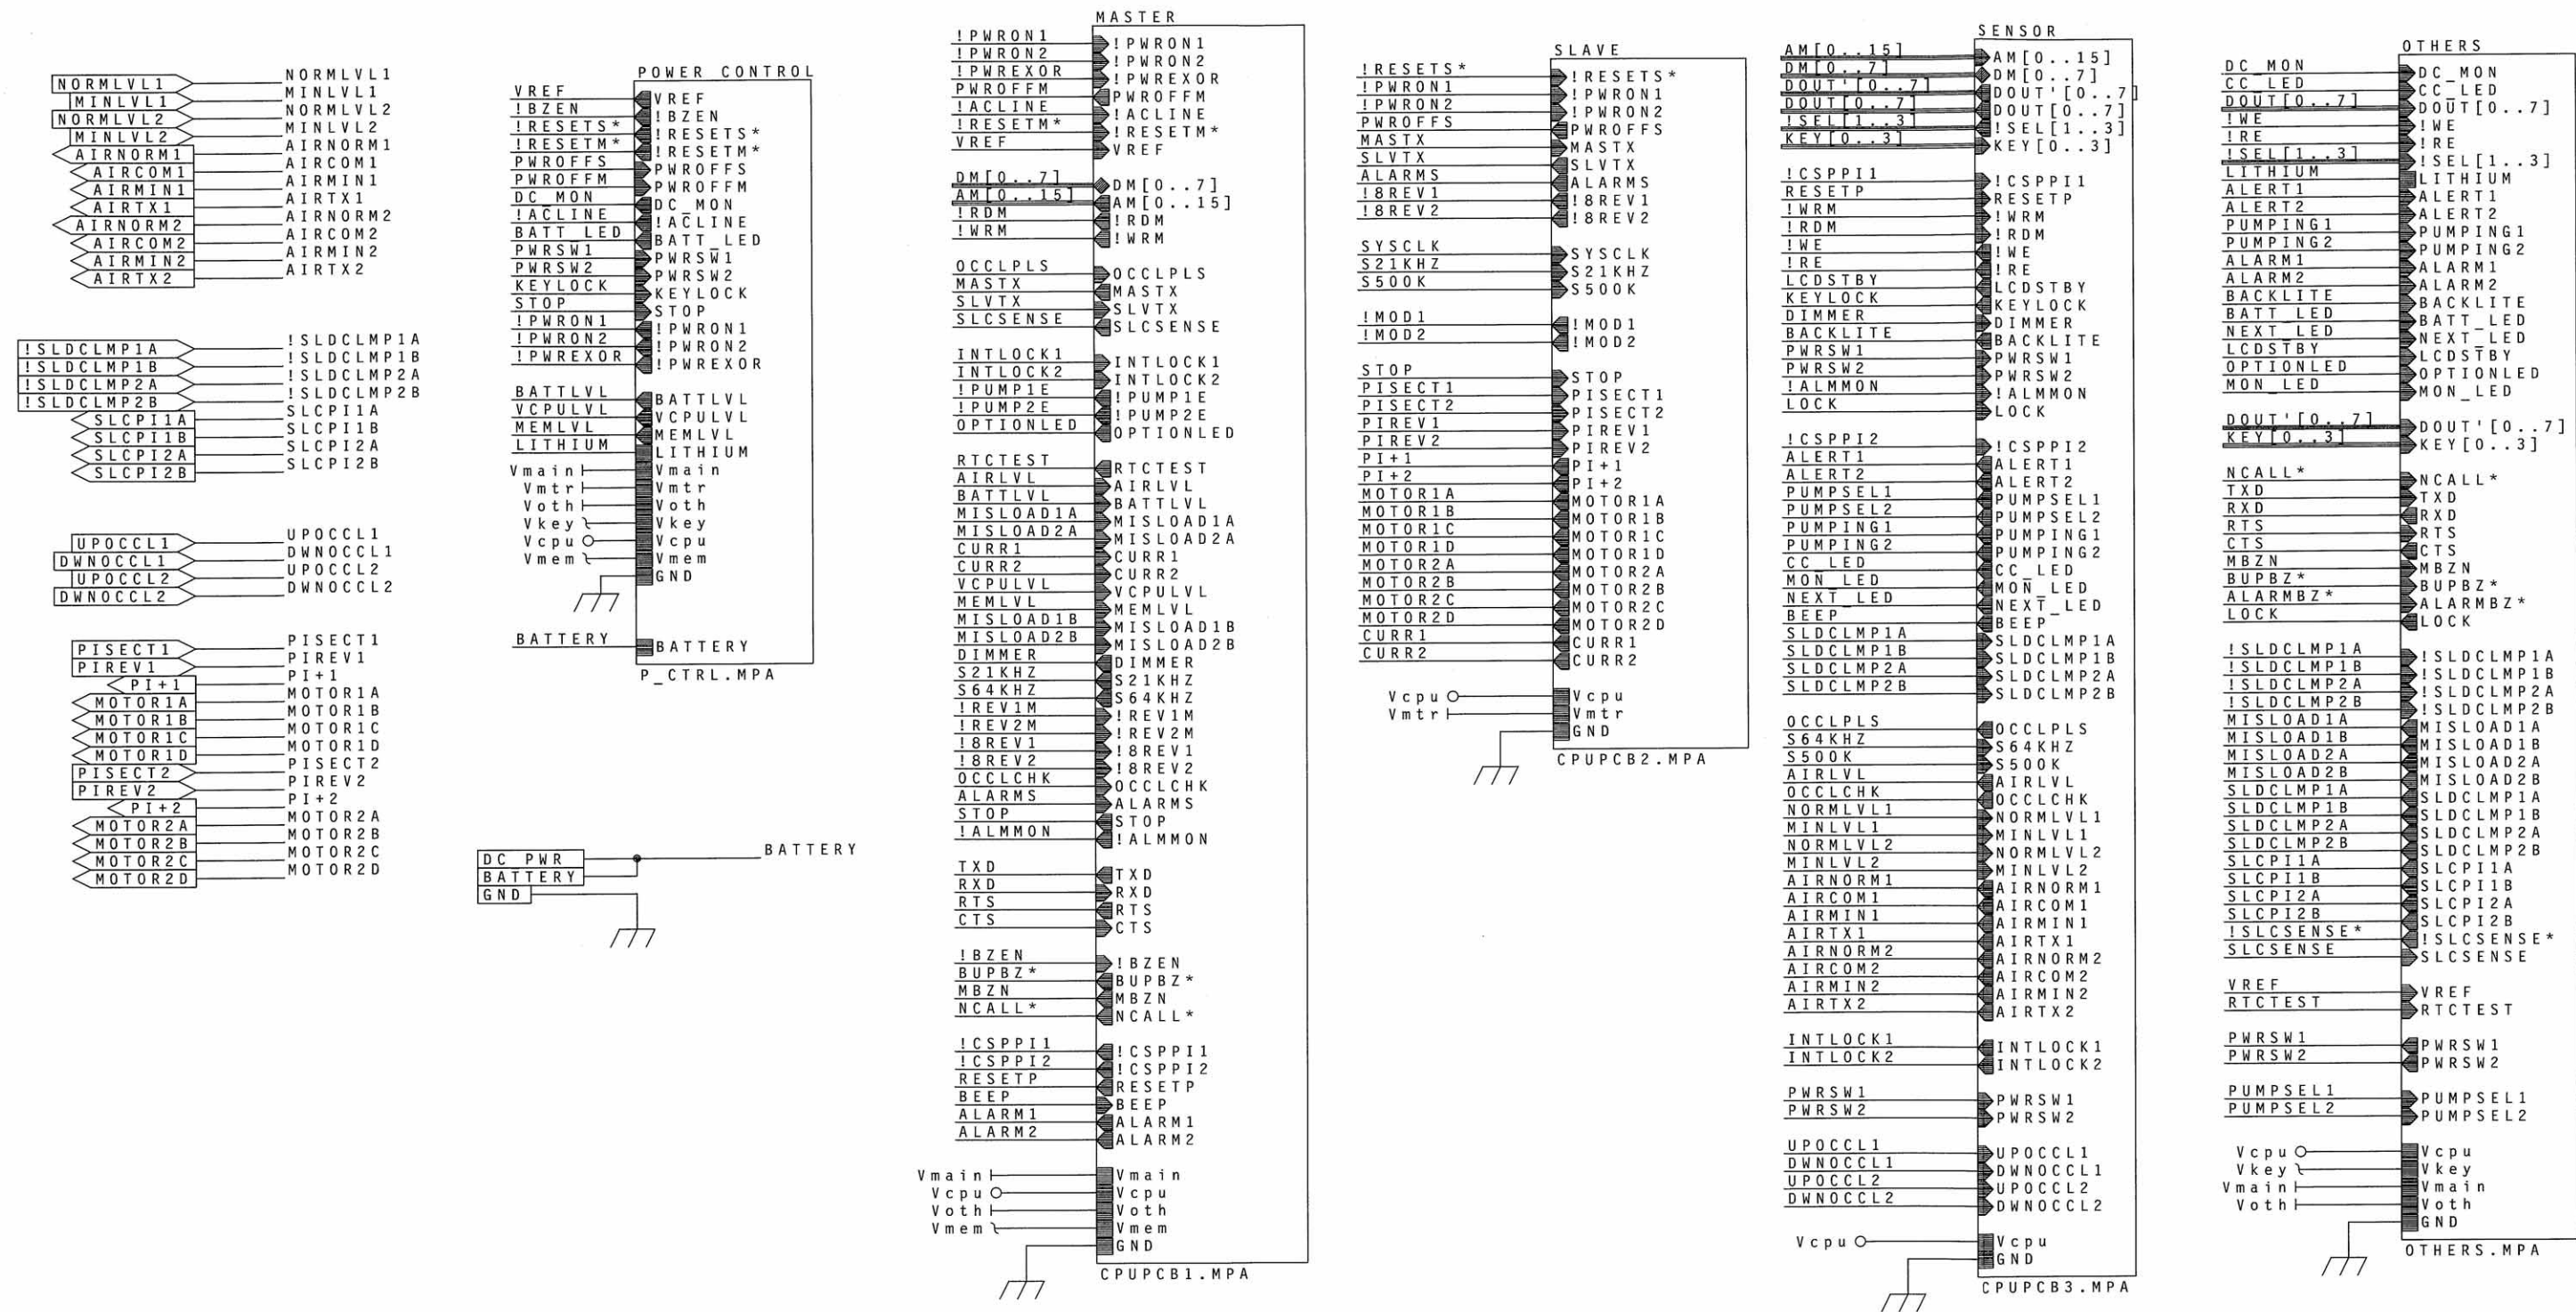 NORMLVL1 NORMLVL1
MINLVL1 MINLVL1
NORMLVL2 NORMLVL2
MINLVL2 MINLVL2
AIRNORM1 AIRNORM1
AIRCOM1 AIRCOM1
AIRMIN1 AIRMIN1
AIRTX1 AIRTX1
AIRNORM2 AIRNORM2
AIRCOM2 AIRCOM2
AIRMIN2 AIRMIN2
AIRTX2 AIRTX2
!SLDCLMP1A !SLDCLMP1A
!SLDCLMP1B !SLDCLMP1B
!SLDCLMP2A !SLDCLMP2A
!SLDCLMP2B !SLDCLMP2B
SLCPI1A SLCPI1A
SLCPI1B SLCPI1B
SLCPI2A SLCPI2A
SLCPI2B SLCPI2B
UPOCCL1 UPOCCL1
DWNOCCL1 DWNOCCL1
UPOCCL2 UPOCCL2
DWNOCCL2 DWNOCCL2
PISECT1 PISECT1
PIREV1 PIREV1
PI+1 PI+1
MOTOR1A MOTOR1A
MOTOR1B MOTOR1B
MOTOR1C MOTOR1C
MOTOR1D MOTOR1D
PISECT2 PISECT2
PIREV2 PIREV2
PI+2 PI+2
MOTOR2A MOTOR2A
MOTOR2B MOTOR2B
MOTOR2C MOTOR2C
MOTOR2D MOTOR2D
POWER CONTROL
VREF VREF
!BZEN !BZEN
!RESETS* !RESETS*
!RESETM* !RESETM*
PWROFFS PWROFFS
PWROFFM PWROFFM
DC_MON DC_MON
!ACLINE !ACLINE
BATT_LED BATT_LED
PWRSW1 PWRSW1
PWRSW2 PWRSW2
KEYLOCK KEYLOCK
STOP STOP
!PWRON1 !PWRON1
!PWRON2 !PWRON2
!PWREXOR !PWREXOR
BATTLVL BATTLVL
VCPULVL VCPULVL
MEMLVL MEMLVL
LITHIUM LITHIUM
Vmain Vmain
Vmtr Vmtr
Voth Voth
Vkey Vkey
Vcpu Vcpu
Vmem Vmem
GND
BATTERY BATTERY
P_CTRL.MPA
DC PWR BATTERY
BATTERY
GND
MASTER
!PWRON1 !PWRON1
!PWRON2 !PWRON2
!PWREXOR !PWREXOR
PWROFFM PWROFFM
!ACLINE !ACLINE
!RESETM* !RESETM*
VREF VREF
DM[0..7] DM[0..7]
AM[0..15] AM[0..15]
!RDM !RDM
!WRM !WRM
OCCLPLS OCCLPLS
MASTX MASTX
SLVTX SLVTX
SLCSENSE SLCSENSE
INTLOCK1 INTLOCK1
INTLOCK2 INTLOCK2
!PUMP1E !PUMP1E
!PUMP2E !PUMP2E
OPTIONLED OPTIONLED
RTCTEST RTCTEST
AIRLVL AIRLVL
BATTLVL BATTLVL
MISLOAD1A MISLOAD1A
MISLOAD2A MISLOAD2A
CURR1 CURR1
CURR2 CURR2
VCPULVL VCPULVL
MEMLVL MEMLVL
MISLOAD1B MISLOAD1B
MISLOAD2B MISLOAD2B
DIMMER DIMMER
S21KHZ S21KHZ
S64KHZ S64KHZ
!REV1M !REV1M
!REV2M !REV2M
!8REV1 !8REV1
!8REV2 !8REV2
OCCLCHK OCCLCHK
ALARMS ALARMS
STOP STOP
!ALMMON !ALMMON
TXD TXD
RXD RXD
RTS RTS
CTS CTS
!BZEN !BZEN
BUPBZ* BUPBZ*
MBZN MBZN
NCALL* NCALL*
!CSPPI1 !CSPPI1
!CSPPI2 !CSPPI2
RESETP RESETP
BEEP BEEP
ALARM1 ALARM1
ALARM2 ALARM2
Vmain Vmain
Vcpu Vcpu
Voth Voth
Vmem Vmem
GND
CPUPCB1.MPA
SLAVE
!RESETS* !RESETS*
!PWRON1 !PWRON1
!PWRON2 !PWRON2
PWROFFS PWROFFS
MASTX MASTX
SLVTX SLVTX
ALARMS ALARMS
!8REV1 !8REV1
!8REV2 !8REV2
SYSCLK SYSCLK
S21KHZ S21KHZ
S500K S500K
!MOD1 !MOD1
!MOD2 !MOD2
STOP STOP
PISECT1 PISECT1
PISECT2 PISECT2
PIREV1 PIREV1
PIREV2 PIREV2
PI+1 PI+1
PI+2 PI+2
MOTOR1A MOTOR1A
MOTOR1B MOTOR1B
MOTOR1C MOTOR1C
MOTOR1D MOTOR1D
MOTOR2A MOTOR2A
MOTOR2B MOTOR2B
MOTOR2C MOTOR2C
MOTOR2D MOTOR2D
CURR1 CURR1
CURR2 CURR2
Vcpu Vcpu
Vmtr Vmtr
GND
CPUPCB2.MPA
SENSOR
AM[0..15] AM[0..15]
DM[0..7] DM[0..7]
DOUT'[0..7] DOUT'[0..7]
DOUT[0..7] DOUT[0..7]
!SEL[1..3] !SEL[1..3]
KEY[0..3] KEY[0..3]
!CSPPI1 !CSPPI1
RESETP RESETP
!WRM !WRM
!RDM !RDM
!WE !WE
!RE !RE
LCDSTBY LCDSTBY
KEYLOCK KEYLOCK
DIMMER DIMMER
BACKLITE BACKLITE
PWRSW1 PWRSW1
PWRSW2 PWRSW2
!ALMMON !ALMMON
LOCK LOCK
!CSPPI2 !CSPPI2
ALERT1 ALERT1
ALERT2 ALERT2
PUMPSEL1 PUMPSEL1
PUMPSEL2 PUMPSEL2
PUMPING1 PUMPING1
PUMPING2 PUMPING2
CC_LED CC_LED
MON_LED MON_LED
NEXT_LED NEXT_LED
BEEP BEEP
SLDCLMP1A SLDCLMP1A
SLDCLMP1B SLDCLMP1B
SLDCLMP2A SLDCLMP2A
SLDCLMP2B SLDCLMP2B
OCCLPLS OCCLPLS
S64KHZ S64KHZ
S500K S500K
AIRLVL AIRLVL
OCCLCHK OCCLCHK
NORMLVL1 NORMLVL1
MINLVL1 MINLVL1
NORMLVL2 NORMLVL2
MINLVL2 MINLVL2
AIRNORM1 AIRNORM1
AIRCOM1 AIRCOM1
AIRMIN1 AIRMIN1
AIRTX1 AIRTX1
AIRNORM2 AIRNORM2
AIRCOM2 AIRCOM2
AIRMIN2 AIRMIN2
AIRTX2 AIRTX2
INTLOCK1 INTLOCK1
INTLOCK2 INTLOCK2
PWRSW1 PWRSW1
PWRSW2 PWRSW2
UPOCCL1 UPOCCL1
DWNOCCL1 DWNOCCL1
UPOCCL2 UPOCCL2
DWNOCCL2 DWNOCCL2
Vcpu Vcpu
GND
CPUPCB3.MPA
OTHERS
DC_MON DC_MON
CC_LED CC_LED
DOUT[0..7] DOUT[0..7]
!WE !WE
!RE !RE
!SEL[1..3] !SEL[1..3]
LITHIUM LITHIUM
ALERT1 ALERT1
ALERT2 ALERT2
PUMPING1 PUMPING1
PUMPING2 PUMPING2
ALARM1 ALARM1
ALARM2 ALARM2
BACKLITE BACKLITE
BATT_LED BATT_LED
NEXT_LED NEXT_LED
LCDSTBY LCDSTBY
OPTIONLED OPTIONLED
MON_LED MON_LED
DOUT'[0..7] DOUT'[0..7]
KEY[0..3] KEY[0..3]
NCALL* NCALL*
TXD TXD
RXD RXD
RTS RTS
CTS CTS
MBZN MBZN
BUPBZ* BUPBZ*
ALARMBZ* ALARMBZ*
LOCK LOCK
!SLDCLMP1A !SLDCLMP1A
!SLDCLMP1B !SLDCLMP1B
!SLDCLMP2A !SLDCLMP2A
!SLDCLMP2B !SLDCLMP2B
MISLOAD1A MISLOAD1A
MISLOAD1B MISLOAD1B
MISLOAD2A MISLOAD2A
MISLOAD2B MISLOAD2B
SLDCLMP1A SLDCLMP1A
SLDCLMP1B SLDCLMP1B
SLDCLMP2A SLDCLMP2A
SLDCLMP2B SLDCLMP2B
SLCPI1A SLCPI1A
SLCPI1B SLCPI1B
SLCPI2A SLCPI2A
SLCPI2B SLCPI2B
!SLCSENSE* !SLCSENSE*
SLCSENSE SLCSENSE
VREF VREF
RTCTEST RTCTEST
PWRSW1 PWRSW1
PWRSW2 PWRSW2
PUMPSEL1 PUMPSEL1
PUMPSEL2 PUMPSEL2
Vcpu Vcpu
Vkey Vkey
Vmain Vmain
Voth Voth
GND
OTHERS.MPA